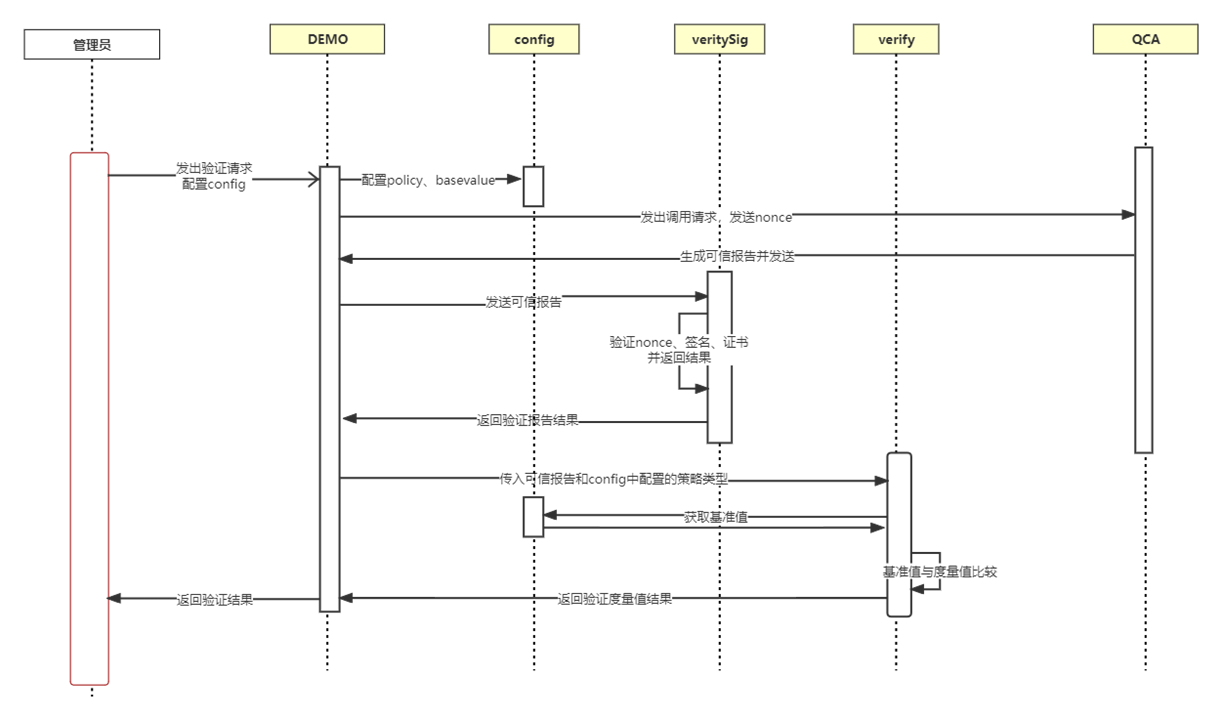 管理员
DEMO
config
veritySig
verify
QCA
发出验证请求
配置config
配置policy、basevalue
发出调用请求，发送nonce
生成可信报告并发送
发送可信报告
验证nonce、签名、证书
并返回结果
返回验证报告结果
传入可信报告和config中配置的策略类型
获取基准值
基准值与度量值比较
返回验证度量值结果
返回验证结果